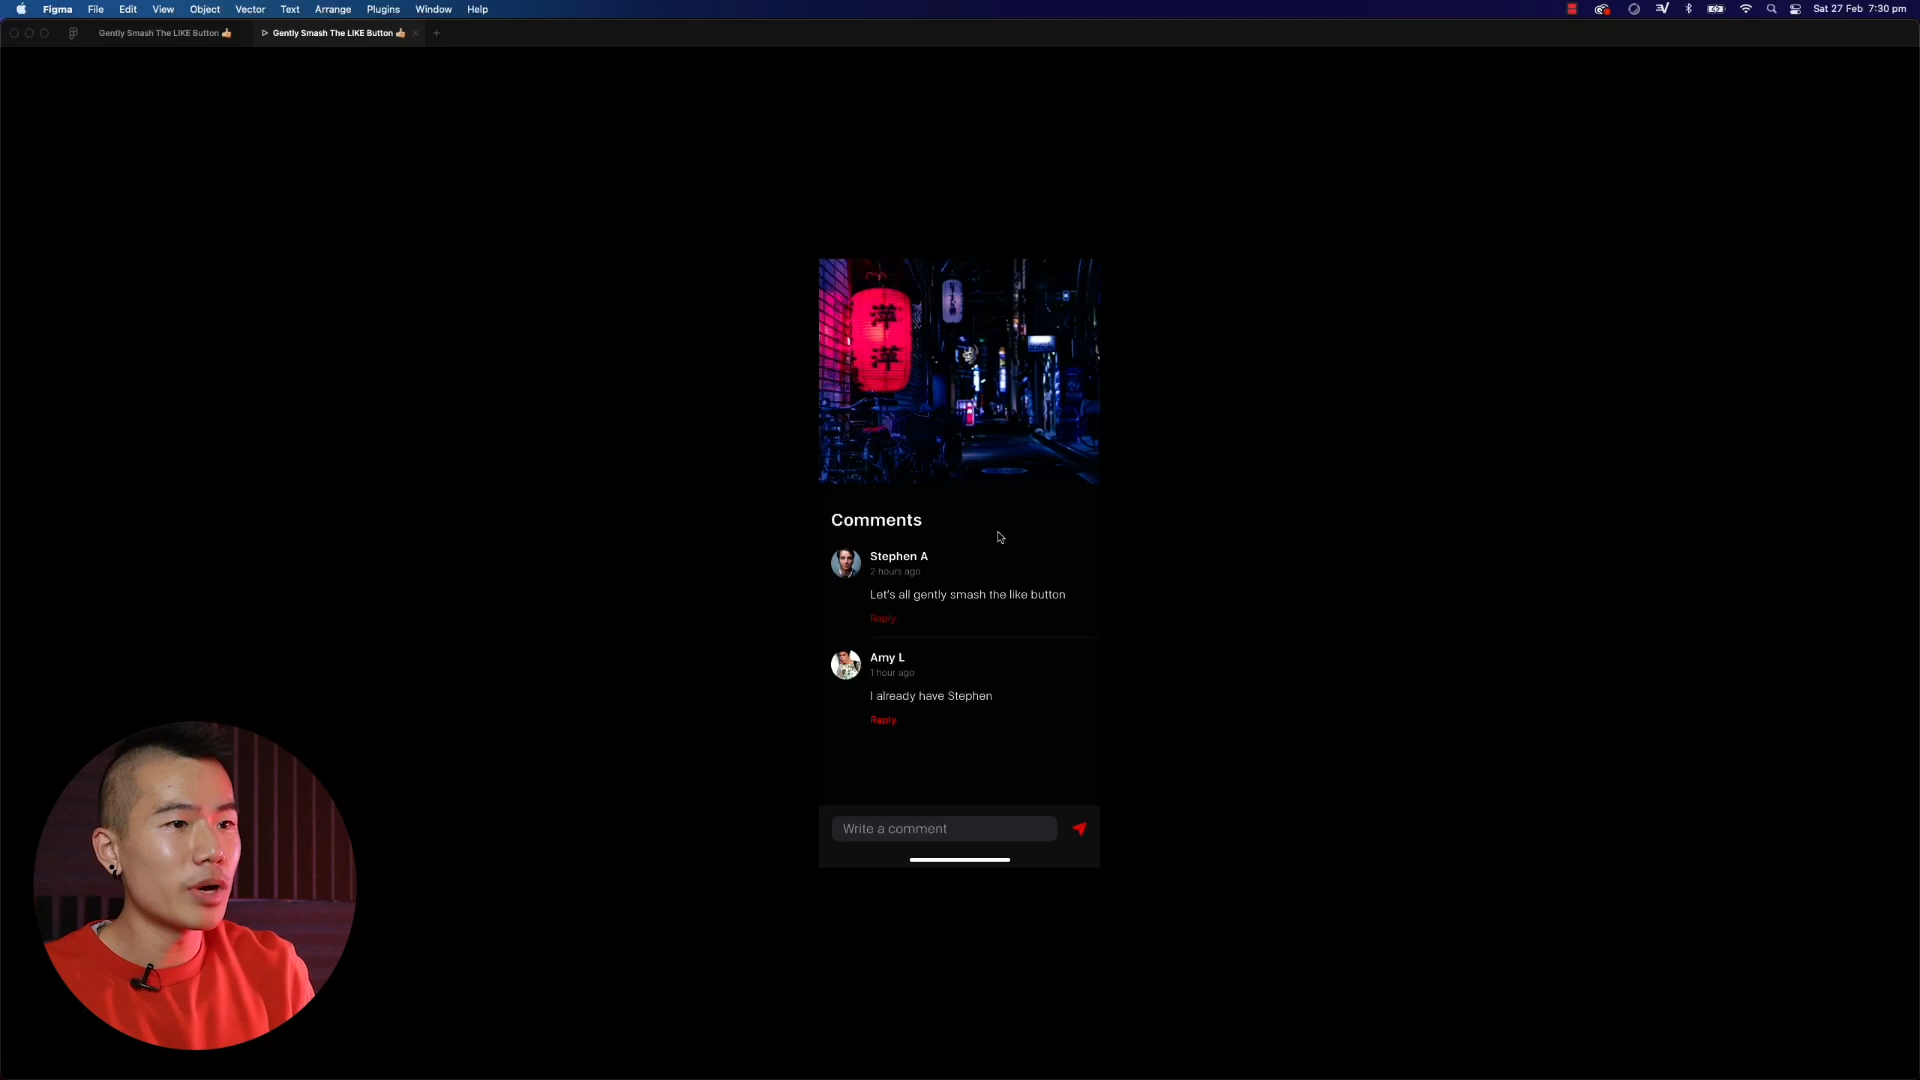 Figma File Edit View Object Vector Text Arrange Plugins Window Help Sat 27 Feb 7:30 pm
Gently Smash The LIKE Button 👍🏼 Gently Smash The LIKE Button 👍🏼
萍
萍
Comments
Stephen A
2 hours ago
Let's all gently smash the like button
Reply
Amy L
1 hour ago
I already have Stephen
Reply
Write a comment